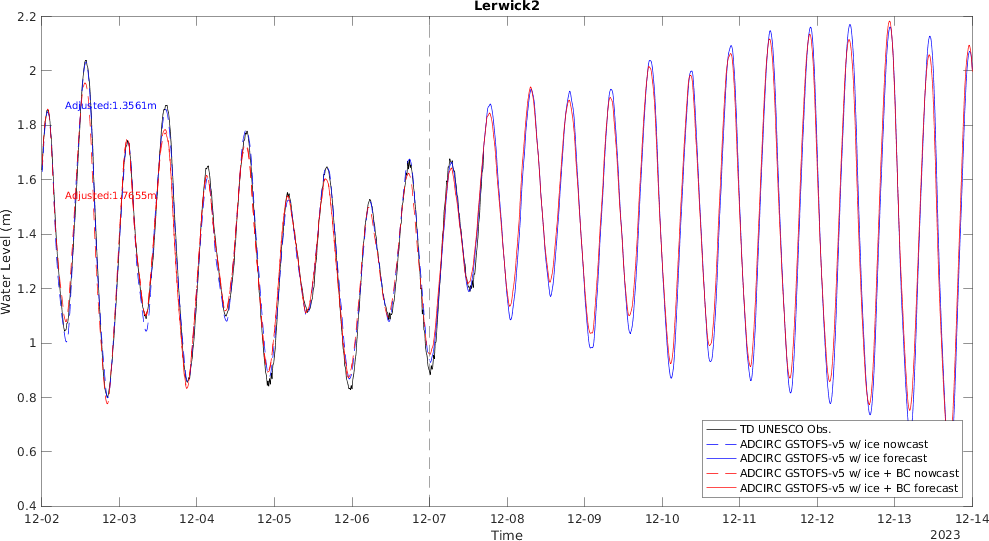 Lerwick2
2.2
2
1.8
1.6
1.4
1.2
1
0.8
0.6
0.4
Water Level (m)
Adjusted:1.3561m
Adjusted:1.7655m
TD UNESCO Obs.
ADCIRC GSTOFS-v5 w/ ice nowcast
ADCIRC GSTOFS-v5 w/ ice forecast
ADCIRC GSTOFS-v5 w/ ice + BC nowcast
ADCIRC GSTOFS-v5 w/ ice + BC forecast
12-02 12-03 12-04 12-05 12-06 12-07 12-08 12-09 12-10 12-11 12-12 12-13 12-14
Time
2023